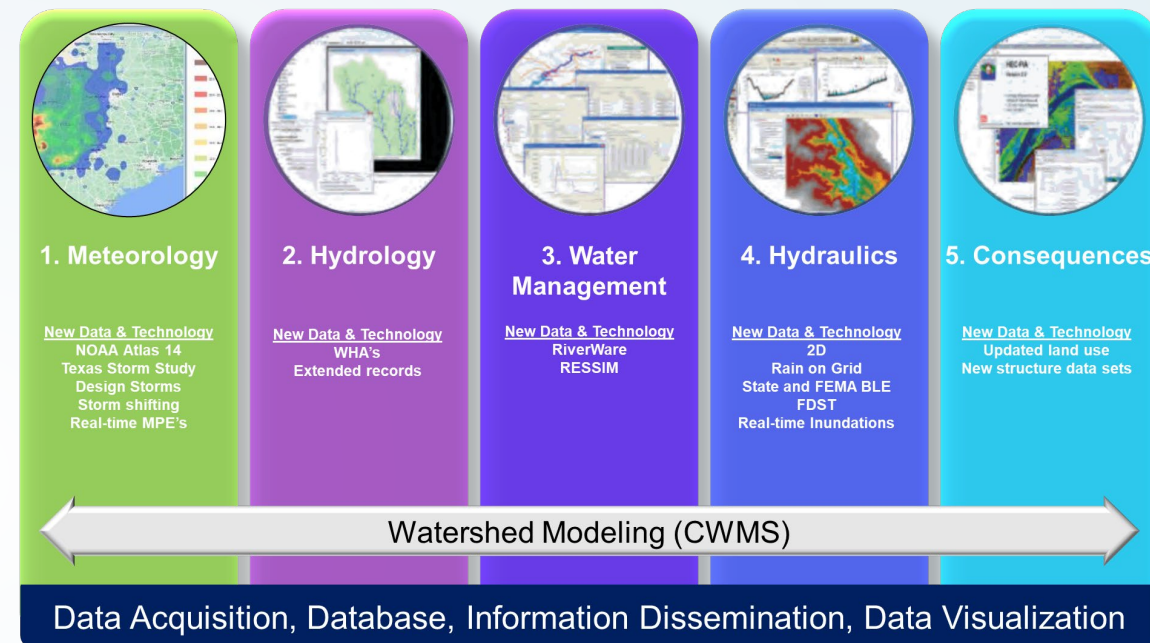 1. Meteorology
New Data & Technology
NOAA Atlas 14
Texas Storm Study
Design Storms
Storm shifting
Real-time MPE's
2. Hydrology
New Data & Technology
WHA's
Extended records
3. Water
Management
New Data & Technology
RiverWare
RESSIM
4. Hydraulics
New Data & Technology
2D
Rain on Grid
State and FEMA BLE
FDST
Real-time Inundations
HEC-FIA
5. Consequences
New Data & Technology
Updated land use
New structure data sets
Watershed Modeling (CWMS)
Data Acquisition, Database, Information Dissemination, Data Visualization